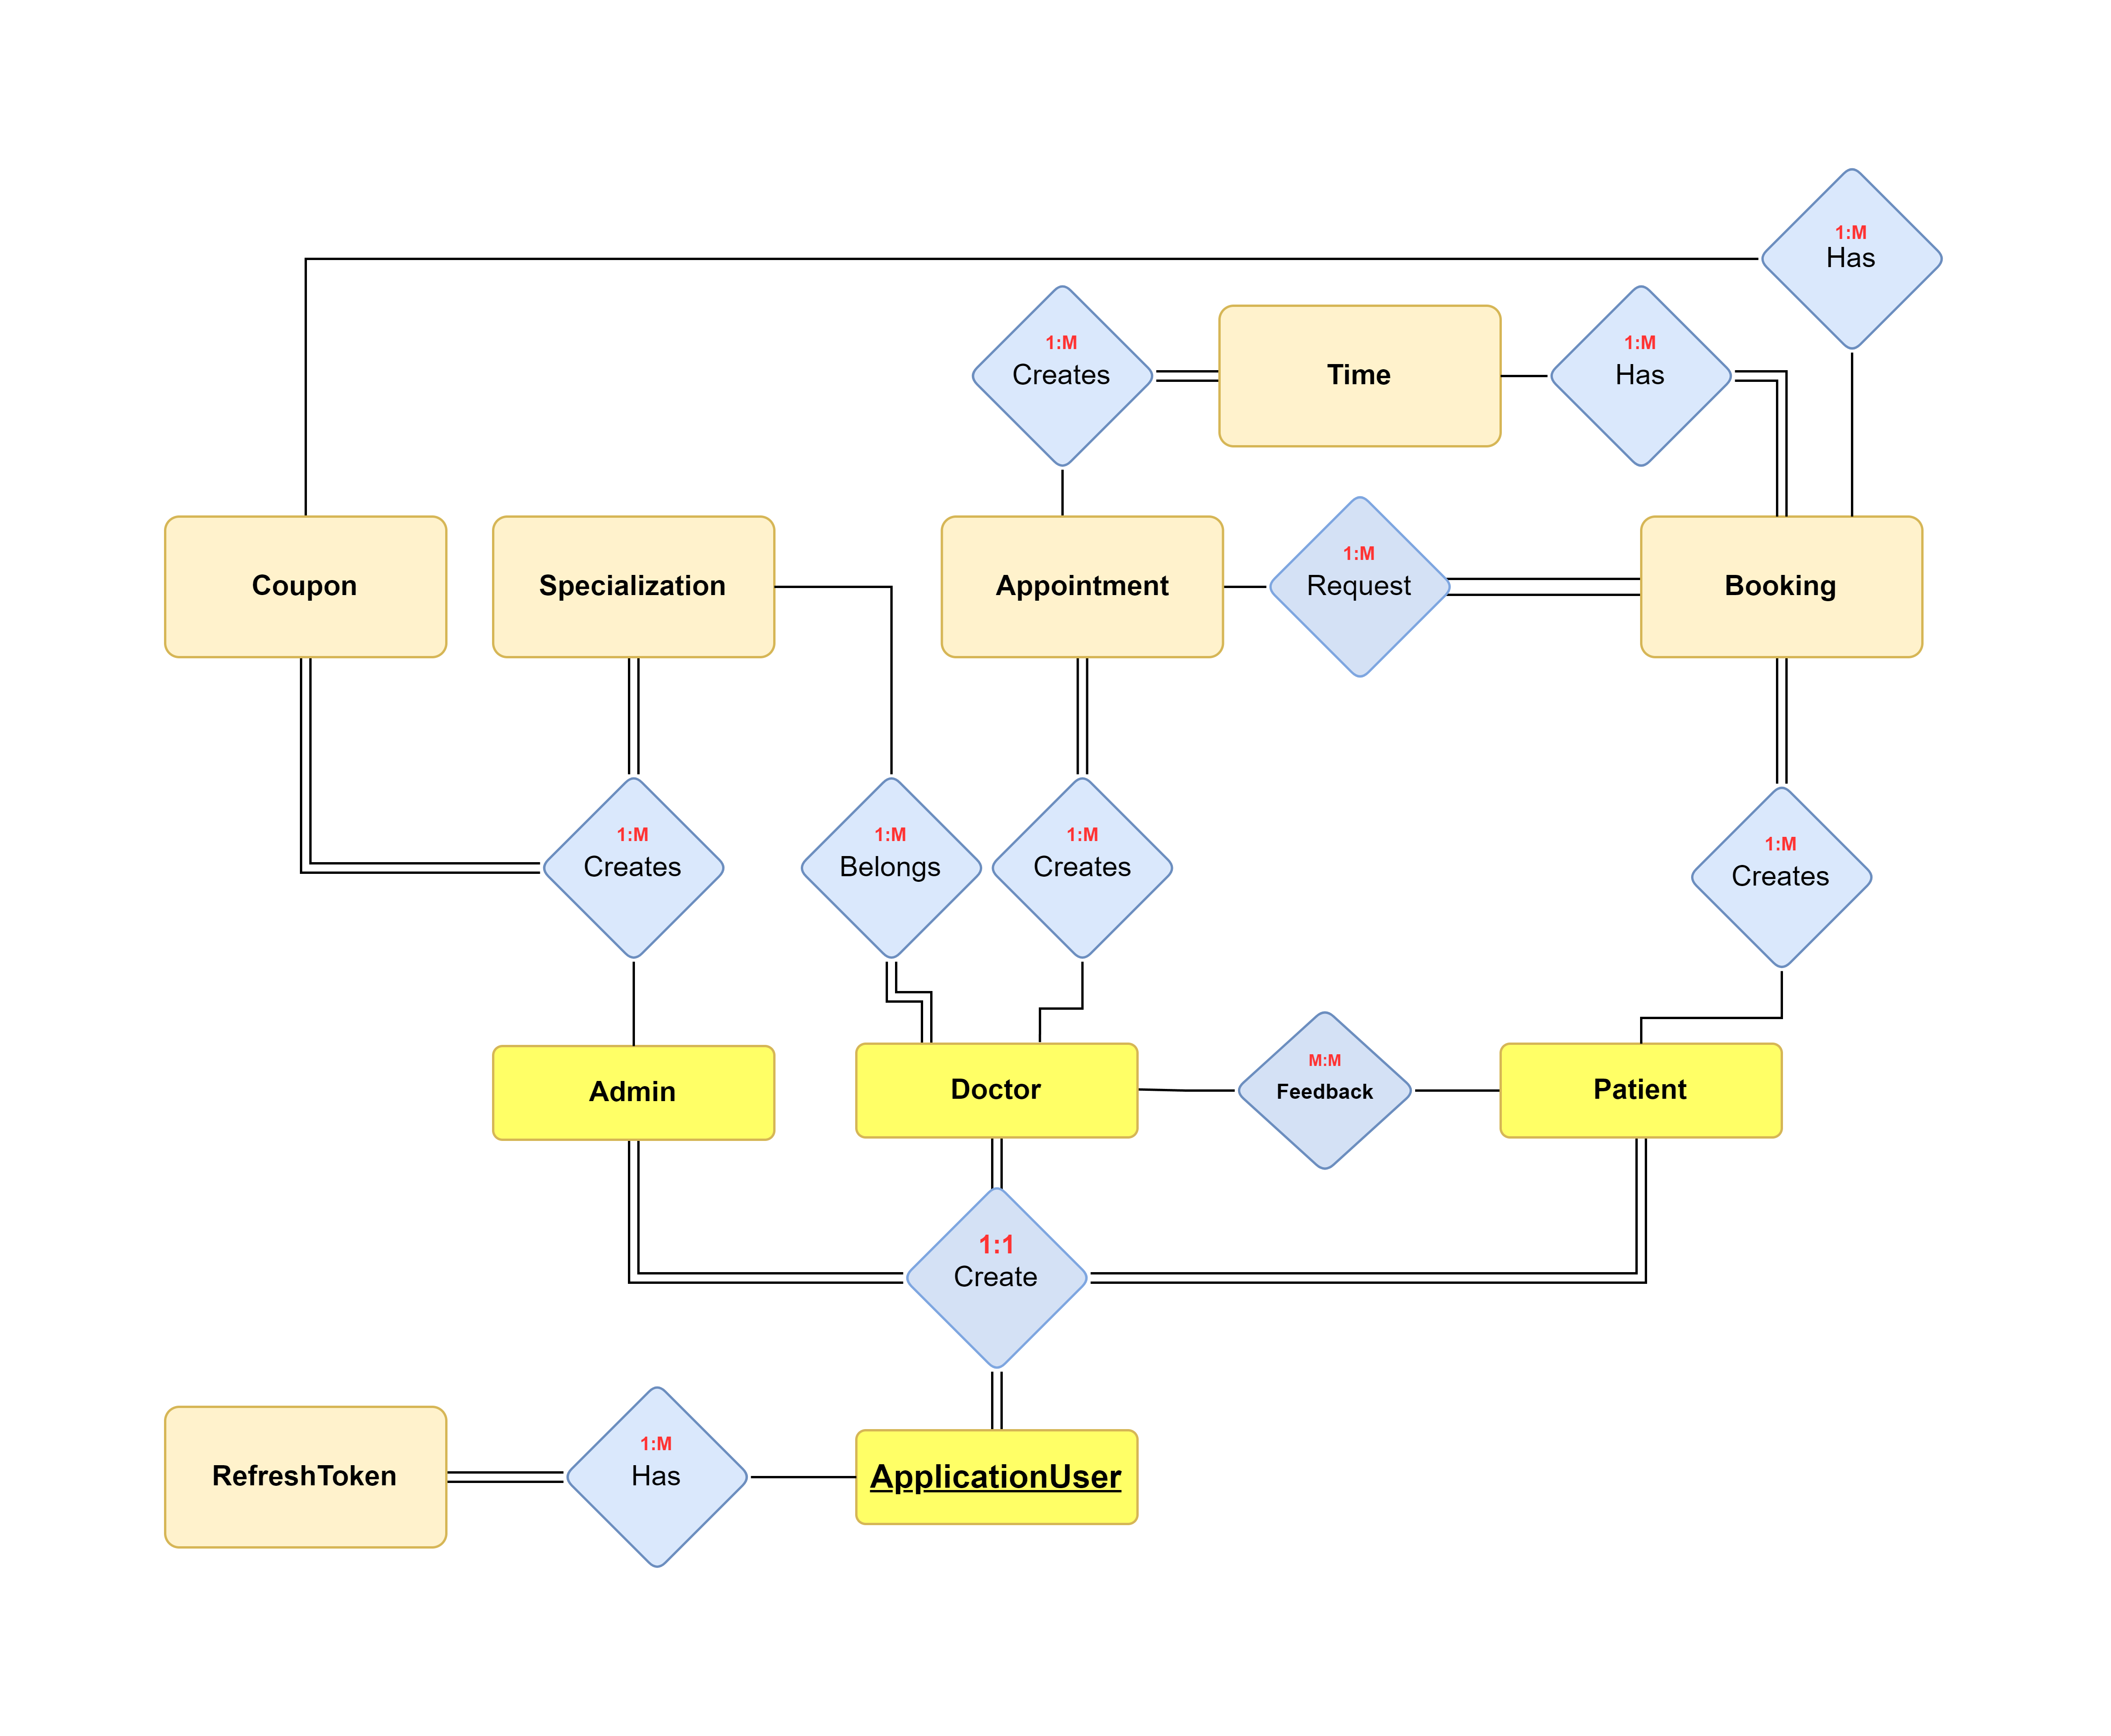 1:M
Has
1:M
Creates
Time
1:M
Has
Coupon
Specialization
Appointment
1:M
Request
Booking
1:M
Creates
1:M
Belongs
1:M
Creates
1:M
Creates
Admin
Doctor
M:M
Feedback
Patient
1:1
Create
RefreshToken
1:M
Has
ApplicationUser